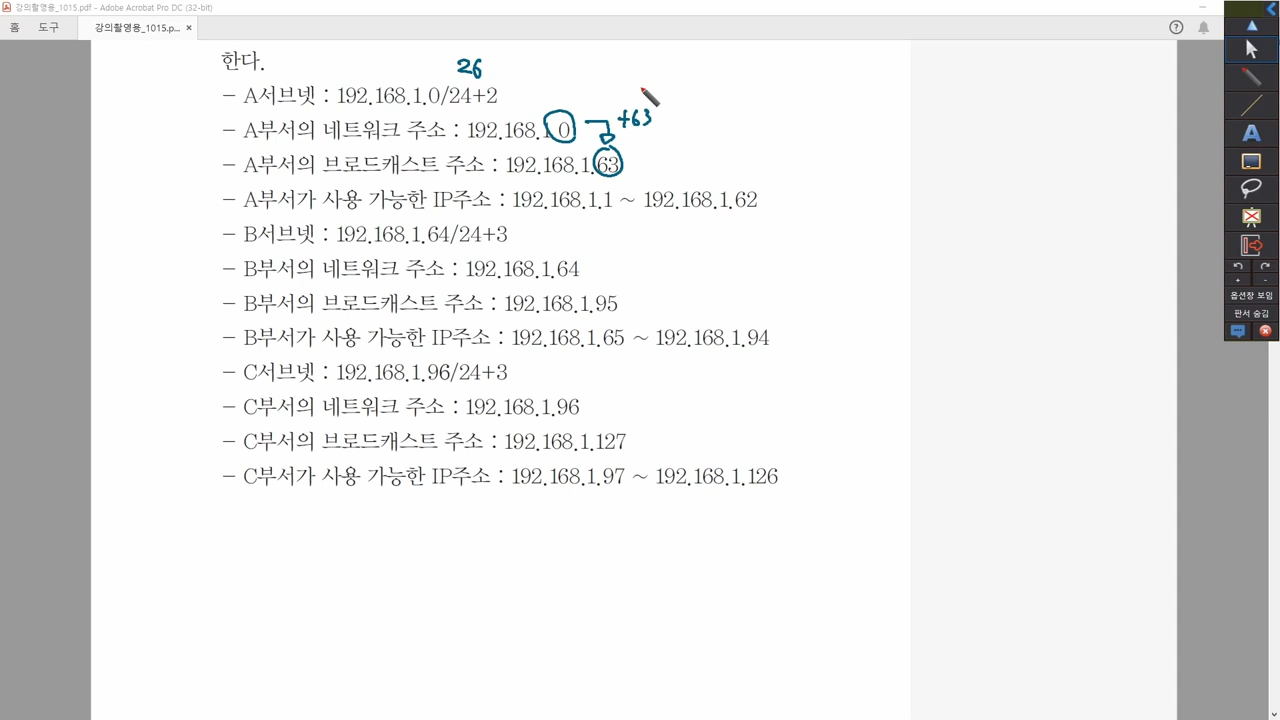 강의촬영용_1015.pdf - Adobe Acrobat Pro DC (32-bit)
홈 도구 강의촬영용_1015.p... ×
한다.
26
- A서브넷 : 192.168.1.0/24+2
+63
- A부서의 네트워크 주소 : 192.168.1.0
- A부서의 브로드캐스트 주소 : 192.168.1.63
- A부서가 사용 가능한 IP주소 : 192.168.1.1 ~ 192.168.1.62
- B서브넷 : 192.168.1.64/24+3
- B부서의 네트워크 주소 : 192.168.1.64
- B부서의 브로드캐스트 주소 : 192.168.1.95
- B부서가 사용 가능한 IP주소 : 192.168.1.65 ~ 192.168.1.94
- C서브넷 : 192.168.1.96/24+3
- C부서의 네트워크 주소 : 192.168.1.96
- C부서의 브로드캐스트 주소 : 192.168.1.127
- C부서가 사용 가능한 IP주소 : 192.168.1.97 ~ 192.168.1.126
A
옵션장 보임
판서 숨김